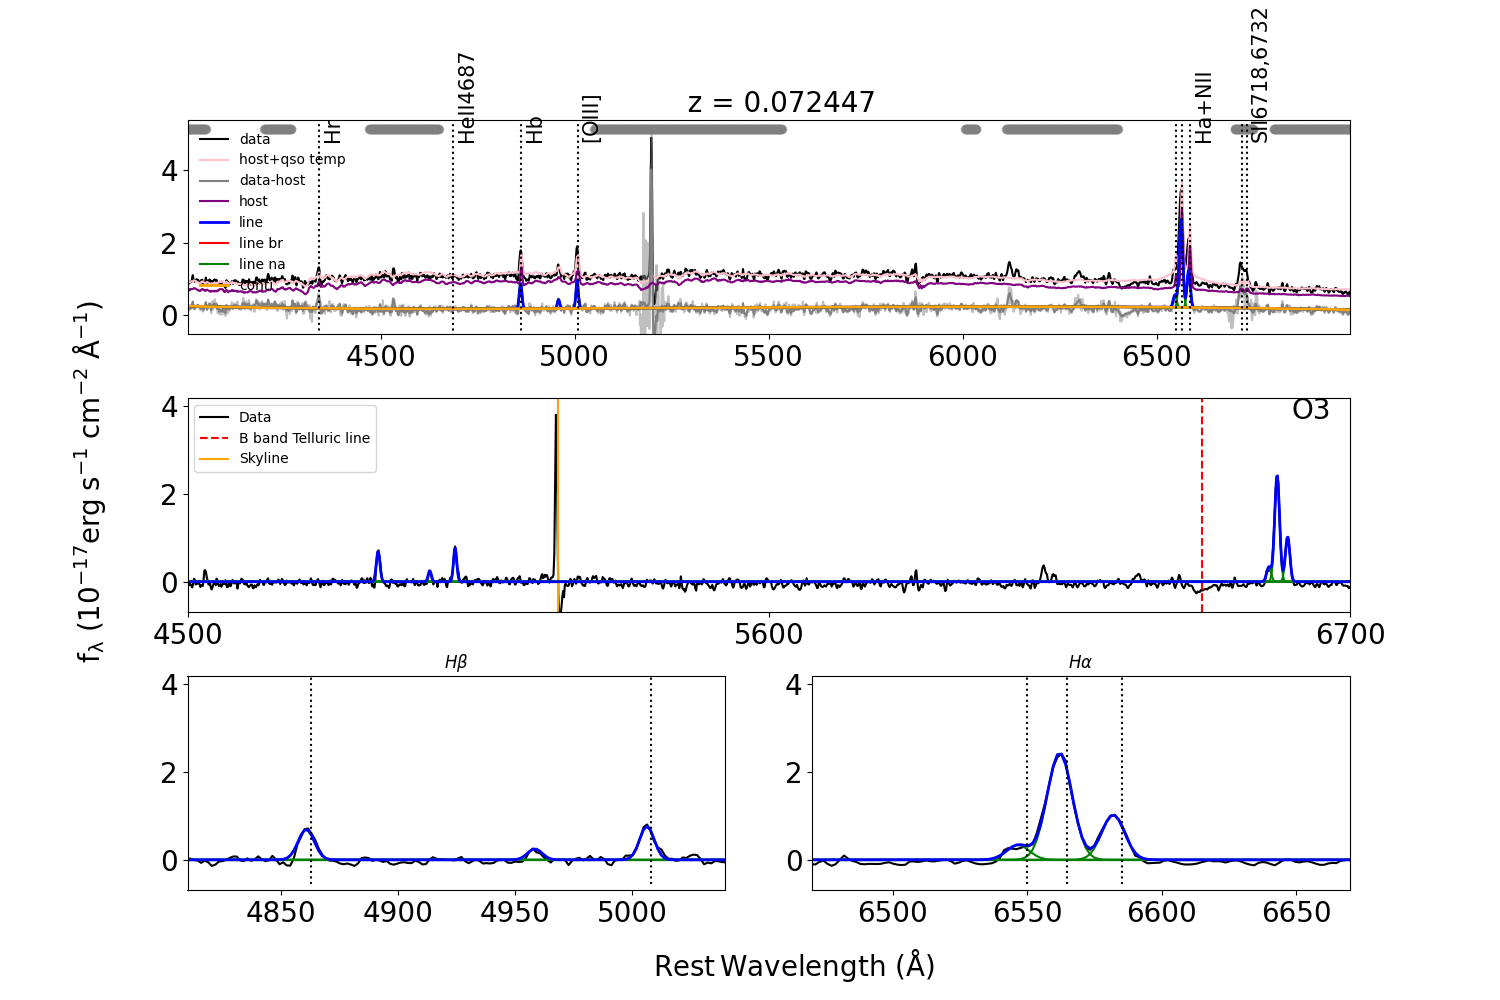 z = 0.072447
Hr
HeII4687
Hb
[OIII]
Ha+NII
SII6718,6732
data
host+qso temp
data-host
host
line
line br
line na
conti
4
2
0
4500 5000 5500 6000 6500
Data
B band Telluric line
Skyline
O3
4
2
0
4500 5600 6700
fλ (10−17erg s−1 cm−2 Å−1)
Hβ
4
2
0
4850 4900 4950 5000
Hα
4
2
0
6500 6550 6600 6650
Rest Wavelength (Å)